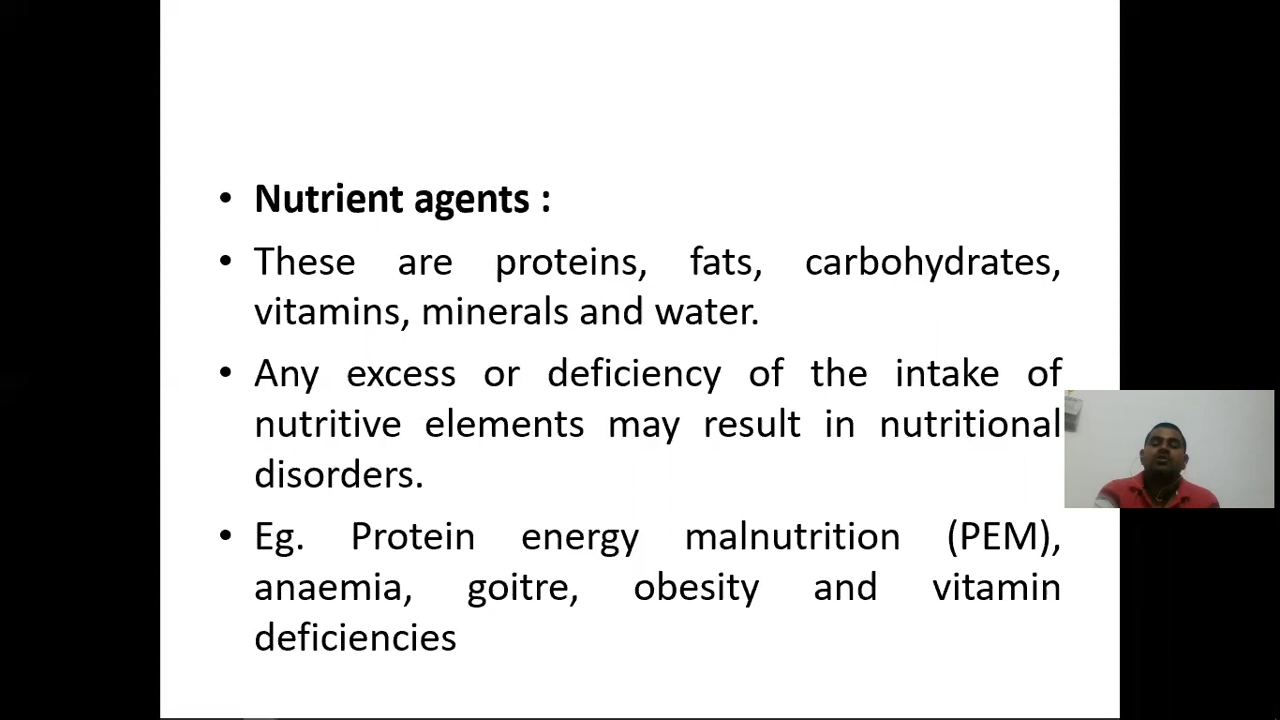 • Nutrient agents :
• These are proteins, fats, carbohydrates,
vitamins, minerals and water.
• Any excess or deficiency of the intake of
nutritive elements may result in nutritional
disorders.
• Eg. Protein energy malnutrition (PEM),
anaemia, goitre, obesity and vitamin
deficiencies